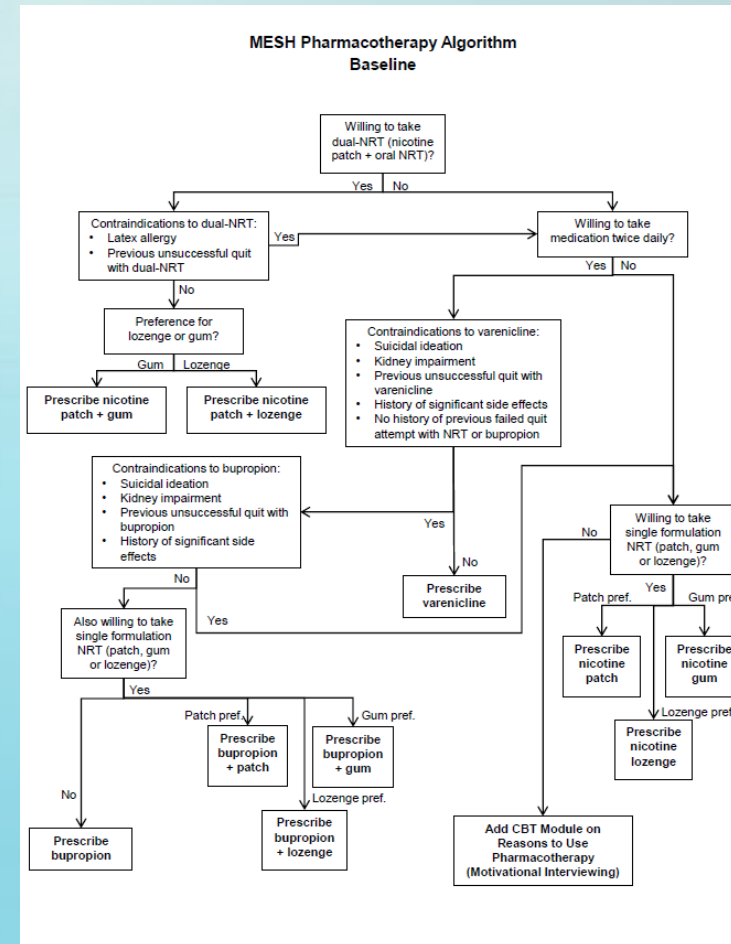 MESH Pharmacotherapy Algorithm
Baseline
Willing to take
dual-NRT (nicotine
patch + oral NRT)?
Yes
No
Contraindications to dual-NRT:
• Latex allergy
• Previous unsuccessful quit
with dual-NRT
Yes
Willing to take
medication twice daily?
No
Yes
No
Preference for
lozenge or gum?
Gum
Lozenge
Prescribe nicotine
patch + gum
Prescribe nicotine
patch + lozenge
Contraindications to varenicline:
• Suicidal ideation
• Kidney impairment
• Previous unsuccessful quit with
varenicline
• History of significant side effects
• No history of previous failed quit
attempt with NRT or bupropion
Contraindications to bupropion:
• Suicidal ideation
• Kidney impairment
• Previous unsuccessful quit with
bupropion
• History of significant side
effects
Yes
No
Prescribe
varenicline
Willing to take
single formulation
NRT (patch, gum
or lozenge)?
No
Yes
Patch pref.
Gum pre
Prescribe
nicotine
patch
Prescribe
nicotine
gum
Lozenge pref
Prescribe
nicotine
lozenge
No
Yes
Also willing to take
single formulation
NRT (patch, gum
or lozenge)?
Yes
Patch pref.
Gum pref.
Prescribe
bupropion
+ patch
Prescribe
bupropion
+ gum
No
Lozenge pref.
Prescribe
bupropion
Prescribe
bupropion
+ lozenge
Add CBT Module on
Reasons to Use
Pharmacotherapy
(Motivational Interviewing)